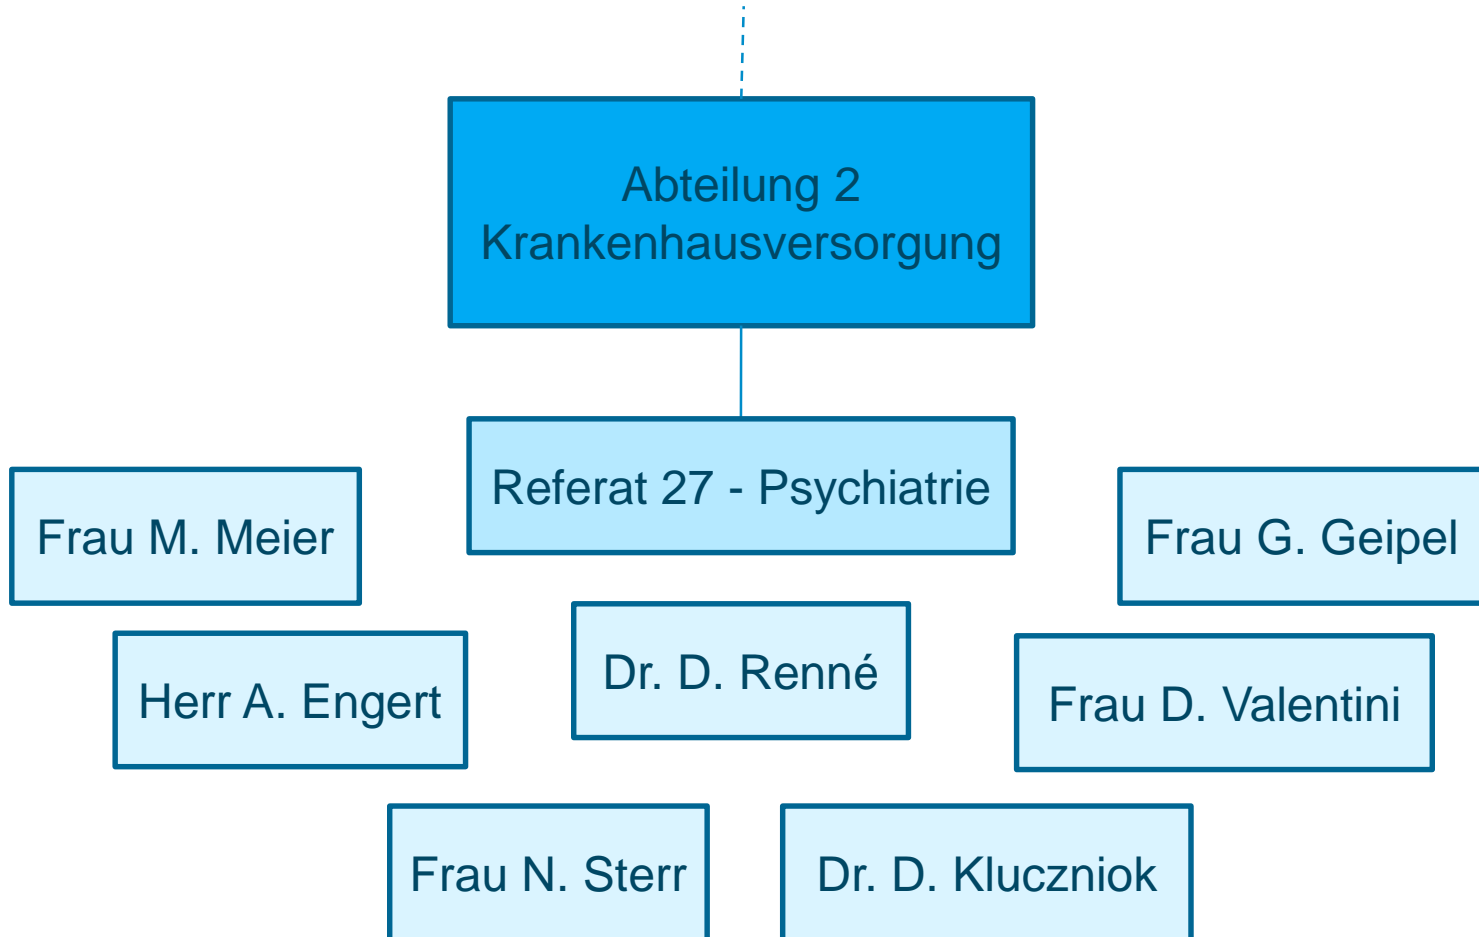 Abteilung 2
Krankenhausversorgung
Referat 27 - Psychiatrie
Frau M. Meier
Frau G. Geipel
Herr A. Engert
Dr. D. Renné
Frau D. Valentini
Frau N. Sterr
Dr. D. Kluczniok